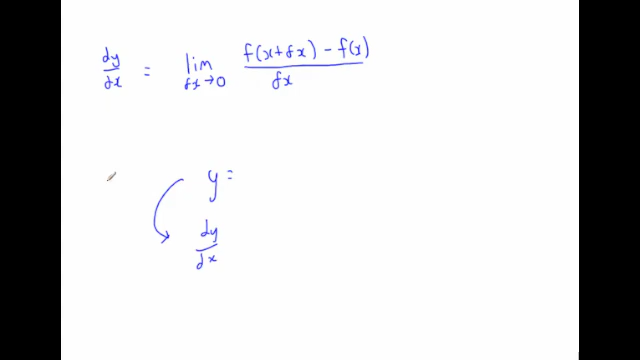 dy/dx = lim δx→0 f(x+δx) − f(x) / δx
y =
dy/dx